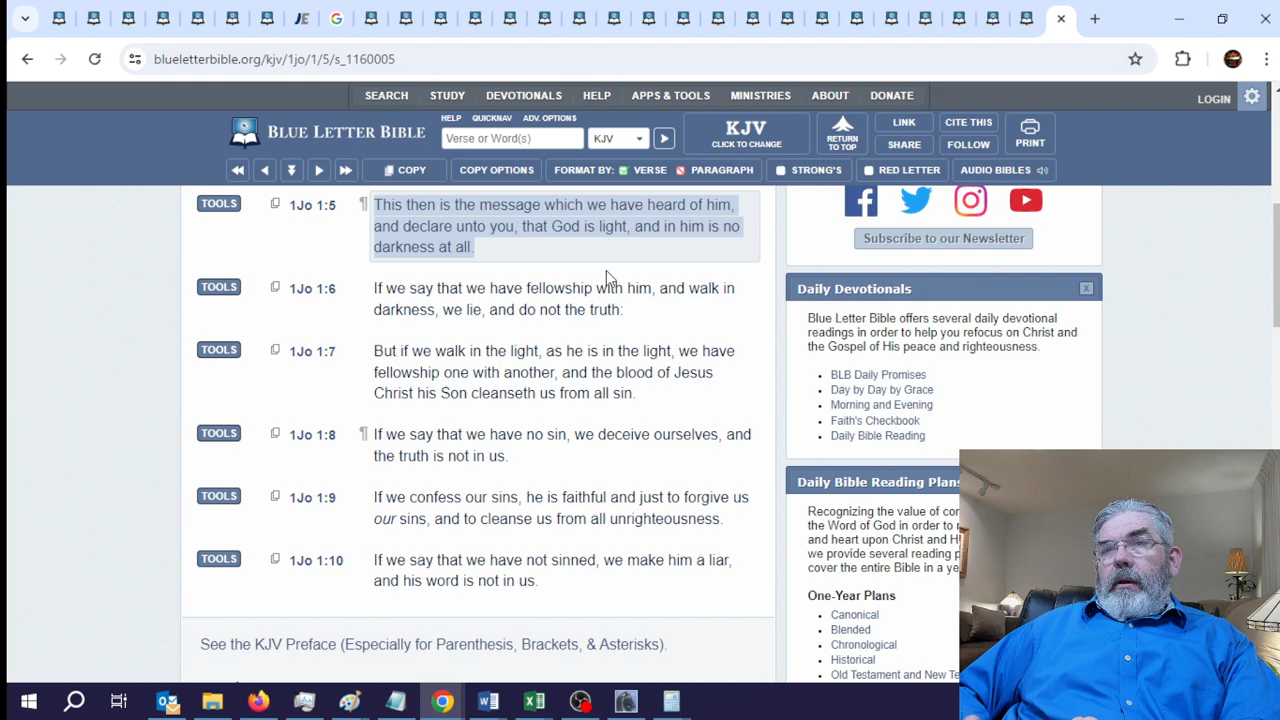 blueletterbible.org/kjv/1jo/1/5/s_1160005
SEARCH STUDY DEVOTIONALS HELP APPS & TOOLS MINISTRIES ABOUT DONATE
LOGIN
BLUE LETTER BIBLE
HELP QUICKNAV ADV. OPTIONS
Verse or Word(s) KJV
KJV
CLICK TO CHANGE
RETURN
TO TOP
LINK CITE THIS
SHARE FOLLOW
PRINT
COPY COPY OPTIONS FORMAT BY: VERSE PARAGRAPH STRONG'S RED LETTER AUDIO BIBLES
TOOLS 1Jo 1:5 ¶ This then is the message which we have heard of him,
and declare unto you, that God is light, and in him is no
darkness at all.
TOOLS 1Jo 1:6 If we say that we have fellowship with him, and walk in
darkness, we lie, and do not the truth:
TOOLS 1Jo 1:7 But if we walk in the light, as he is in the light, we have
fellowship one with another, and the blood of Jesus
Christ his Son cleanseth us from all sin.
TOOLS 1Jo 1:8 ¶ If we say that we have no sin, we deceive ourselves, and
the truth is not in us.
TOOLS 1Jo 1:9 If we confess our sins, he is faithful and just to forgive us
our sins, and to cleanse us from all unrighteousness.
TOOLS 1Jo 1:10 If we say that we have not sinned, we make him a liar,
and his word is not in us.
See the KJV Preface (Especially for Parenthesis, Brackets, & Asterisks).
Subscribe to our Newsletter
Daily Devotionals
Blue Letter Bible offers several daily devotional
readings in order to help you refocus on Christ and
the Gospel of His peace and righteousness.
BLB Daily Promises
Day by Day by Grace
Morning and Evening
Faith's Checkbook
Daily Bible Reading
Daily Bible Reading Plans
Recognizing the value of
the Word of God in order to
and heart upon Christ and
we provide several reading
cover the entire Bible in a
One-Year Plans
Canonical
Blended
Chronological
Historical
Old Testament and New